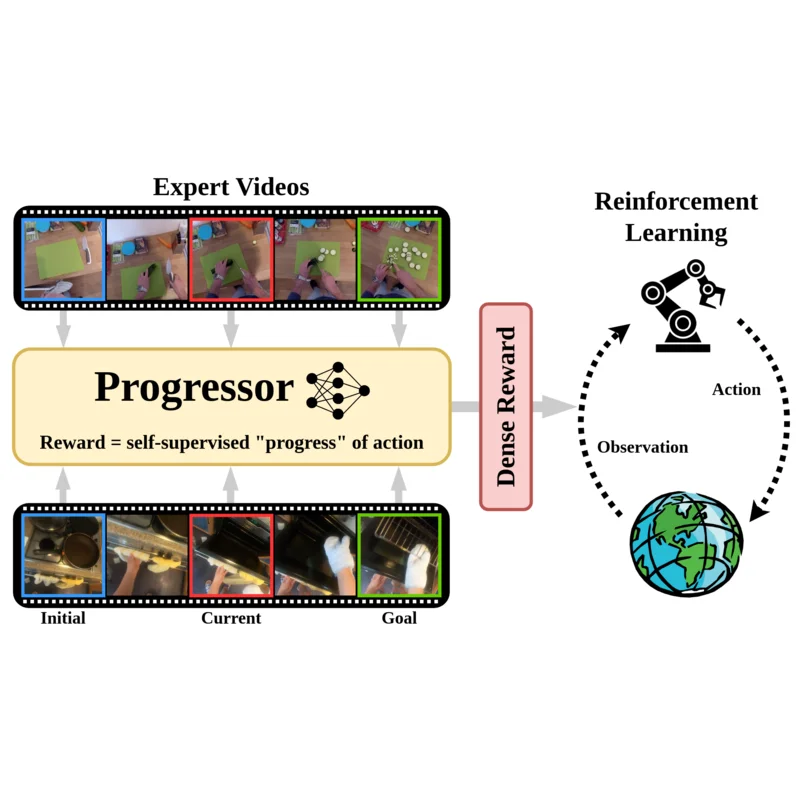 Expert Videos
Progressor
Reward = self-supervised "progress" of action
Initial
Current
Goal
Dense Reward
Reinforcement
Learning
Action
Observation